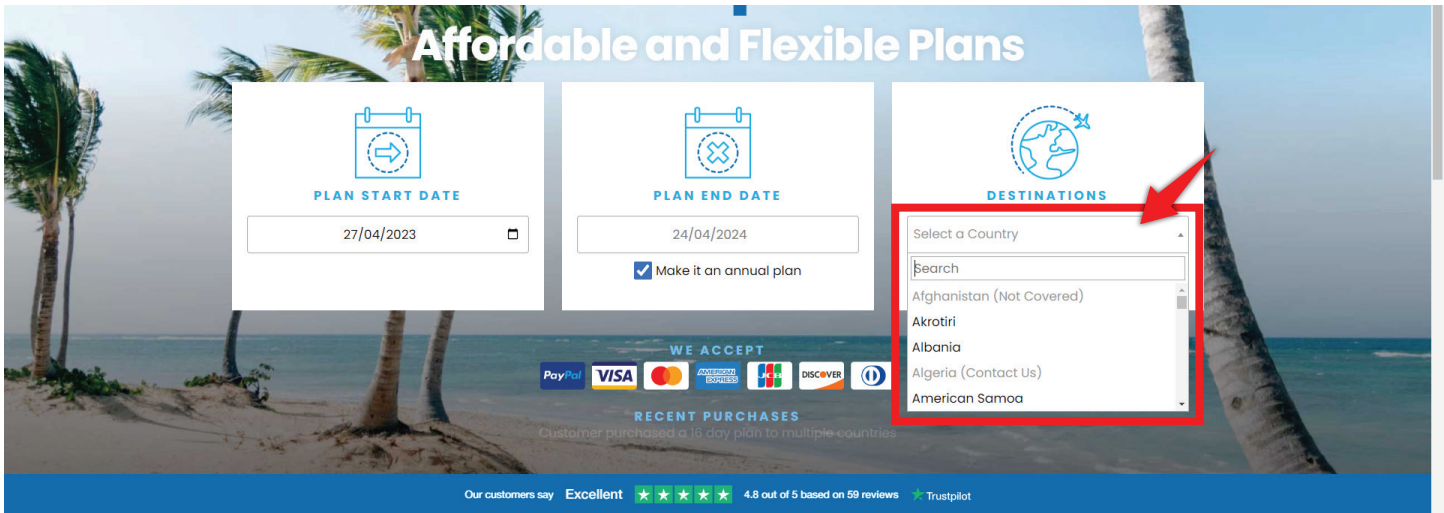 Affordable and Flexible Plans
PLAN START DATE
27/04/2023
PLAN END DATE
24/04/2024
Make it an annual plan
DESTINATIONS
Select a Country
Search
Afghanistan (Not Covered)
Akrotiri
Albania
Algeria (Contact Us)
American Samoa
WE ACCEPT
PayPal VISA AMERICAN EXPRESS JCB DISCOVER
RECENT PURCHASES
Customer purchased a 16 day plan to multiple countries
Our customers say Excellent 4.8 out of 5 based on 59 reviews Trustpilot